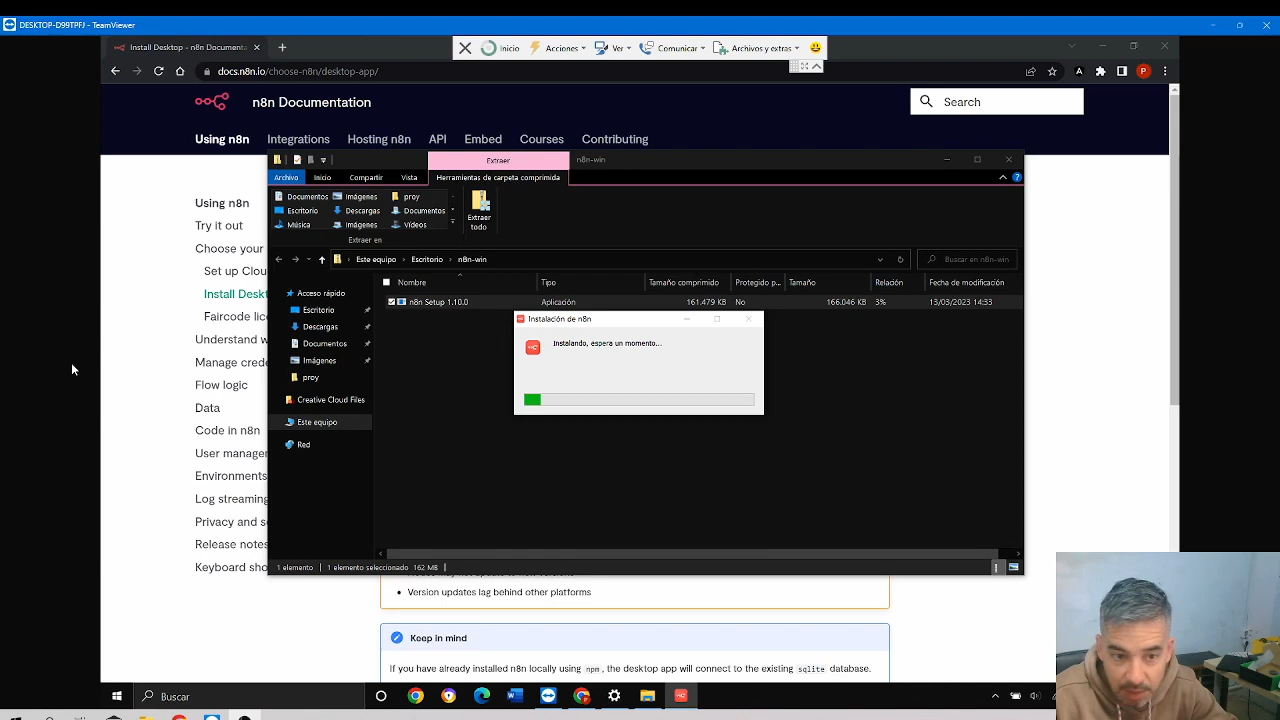 DESKTOP-D99TPFJ - TeamViewer
Install Desktop - n8n Documenta
Inicio
Acciones
Ver
Comunicar
Archivos y extras
docs.n8n.io/choose-n8n/desktop-app/
A
P
n8n Documentation
Search
Using n8n
Integrations
Hosting n8n
API
Embed
Courses
Contributing
Extraer
n8n-win
Archivo
Inicio
Compartir
Vista
Herramientas de carpeta comprimida
Documentos
Imágenes
proy
Escritorio
Descargas
Documentos
Música
Imágenes
Vídeos
Extraer
todo
Extraer en
Este equipo
Escritorio
n8n-win
Buscar en n8n-win
Nombre
Tipo
Tamaño comprimido
Protegido p...
Tamaño
Relación
Fecha de modificación
n8n Setup 1.10.0
Aplicación
161.479 KB
No
166.046 KB
3%
13/03/2023 14:33
Acceso rápido
Escritorio
Descargas
Documentos
Imágenes
proy
Creative Cloud Files
Este equipo
Red
Instalación de n8n
Instalando, espera un momento...
1 elemento
1 elemento seleccionado 162 MB
Using n8n
Try it out
Choose your
Set up Clou
Install Deskt
Faircode lice
Understand w
Manage crede
Flow logic
Data
Code in n8n
User manager
Environments
Log streaming
Privacy and se
Release notes
Keyboard sho
Version updates lag behind other platforms
Keep in mind
If you have already installed n8n locally using npm, the desktop app will connect to the existing sqlite database.
Buscar